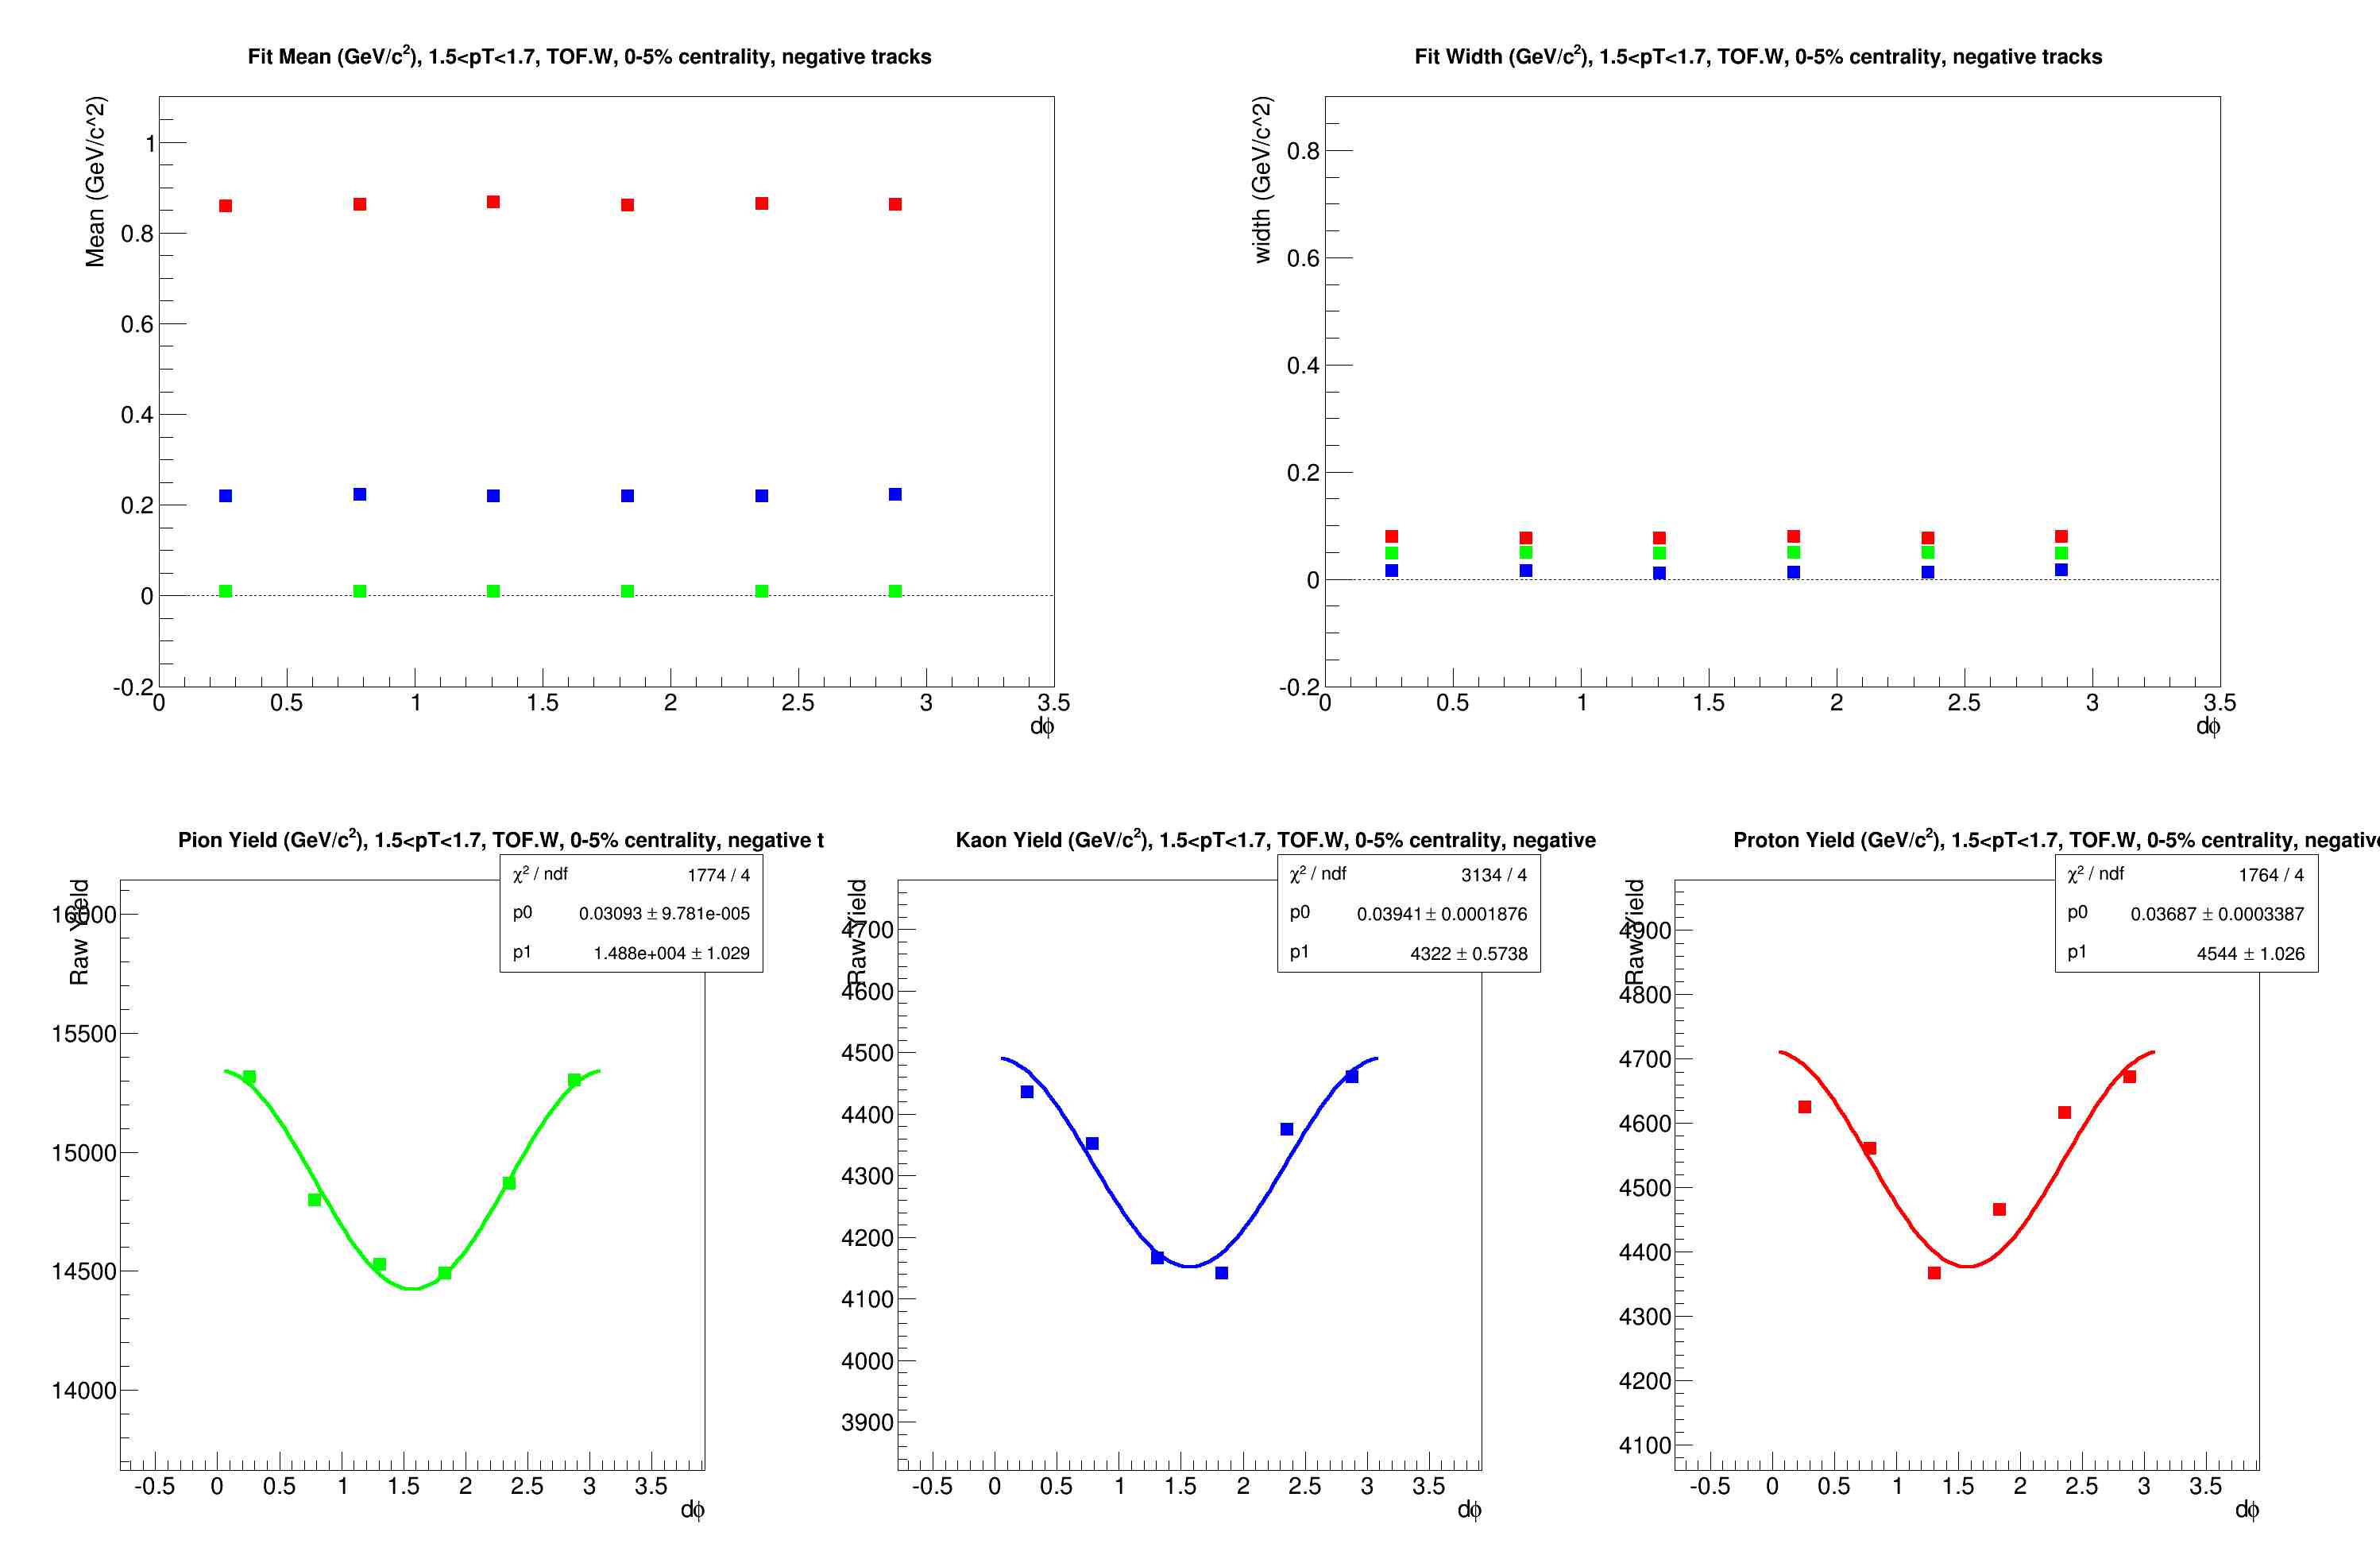 Fit Mean (GeV/c²), 1.5<pT<1.7, TOF.W, 0-5% centrality, negative tracks
Mean (GeV/c^2)
1
0.8
0.6
0.4
0.2
0
-0.2
0 0.5 1 1.5 2 2.5 3 3.5
dϕ
Fit Width (GeV/c²), 1.5<pT<1.7, TOF.W, 0-5% centrality, negative tracks
width (GeV/c^2)
0.8
0.6
0.4
0.2
0
-0.2
0 0.5 1 1.5 2 2.5 3 3.5
dϕ
Pion Yield (GeV/c²), 1.5<pT<1.7, TOF.W, 0-5% centrality, negative t
χ² / ndf 1774 / 4
p0 0.03093 ± 9.781e-005
p1 1.488e+004 ± 1.029
Raw Yield
16000
15500
15000
14500
14000
-0.5 0 0.5 1 1.5 2 2.5 3 3.5
dϕ
Kaon Yield (GeV/c²), 1.5<pT<1.7, TOF.W, 0-5% centrality, negative
χ² / ndf 3134 / 4
p0 0.03941 ± 0.0001876
p1 4322 ± 0.5738
Raw Yield
4700
4600
4500
4400
4300
4200
4100
4000
3900
-0.5 0 0.5 1 1.5 2 2.5 3 3.5
dϕ
Proton Yield (GeV/c²), 1.5<pT<1.7, TOF.W, 0-5% centrality, negative
χ² / ndf 1764 / 4
p0 0.03687 ± 0.0003387
p1 4544 ± 1.026
Raw Yield
4900
4800
4700
4600
4500
4400
4300
4200
4100
-0.5 0 0.5 1 1.5 2 2.5 3 3.5
dϕ